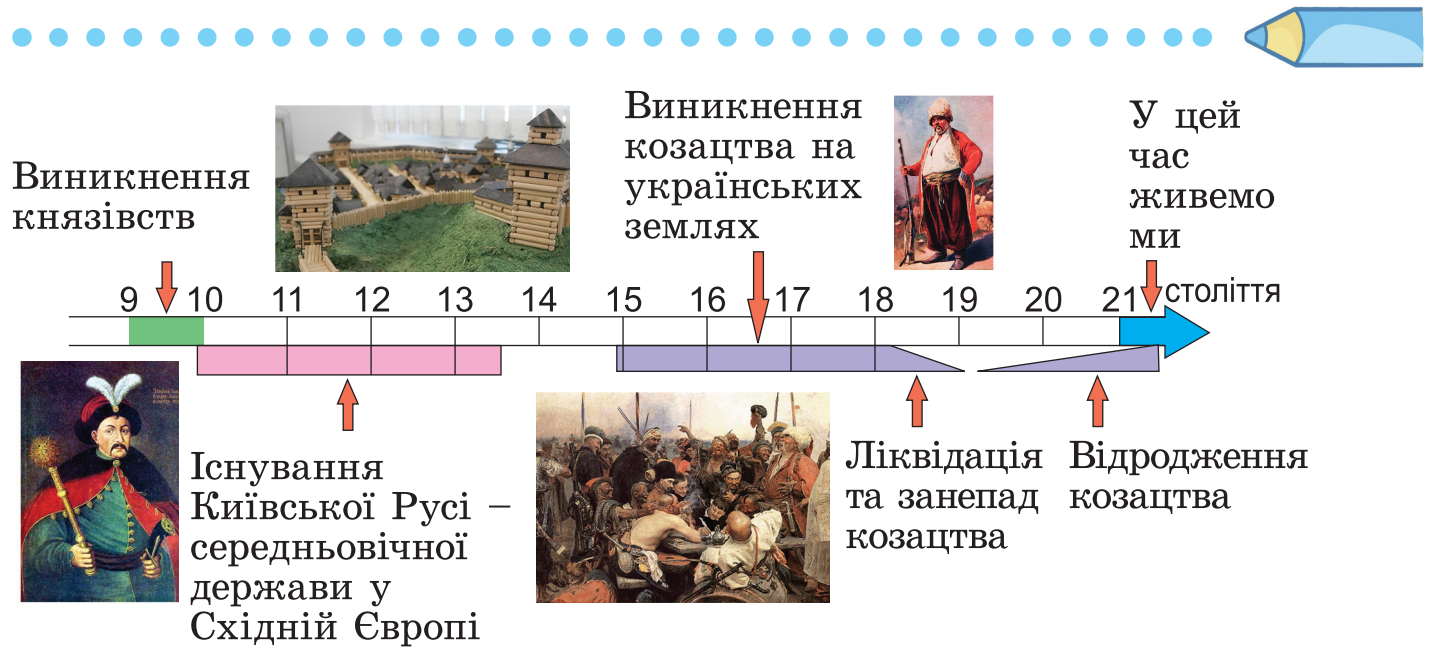 Виникнення
князівств
Виникнення
козацтва на
українських
землях
У цей
час
живемо
ми
9 10 11 12 13 14 15 16 17 18 19 20 21 століття
Існування
Київської Русі –
середньовічної
держави у
Східній Європі
Ліквідація
та занепад
козацтва
Відродження
козацтва